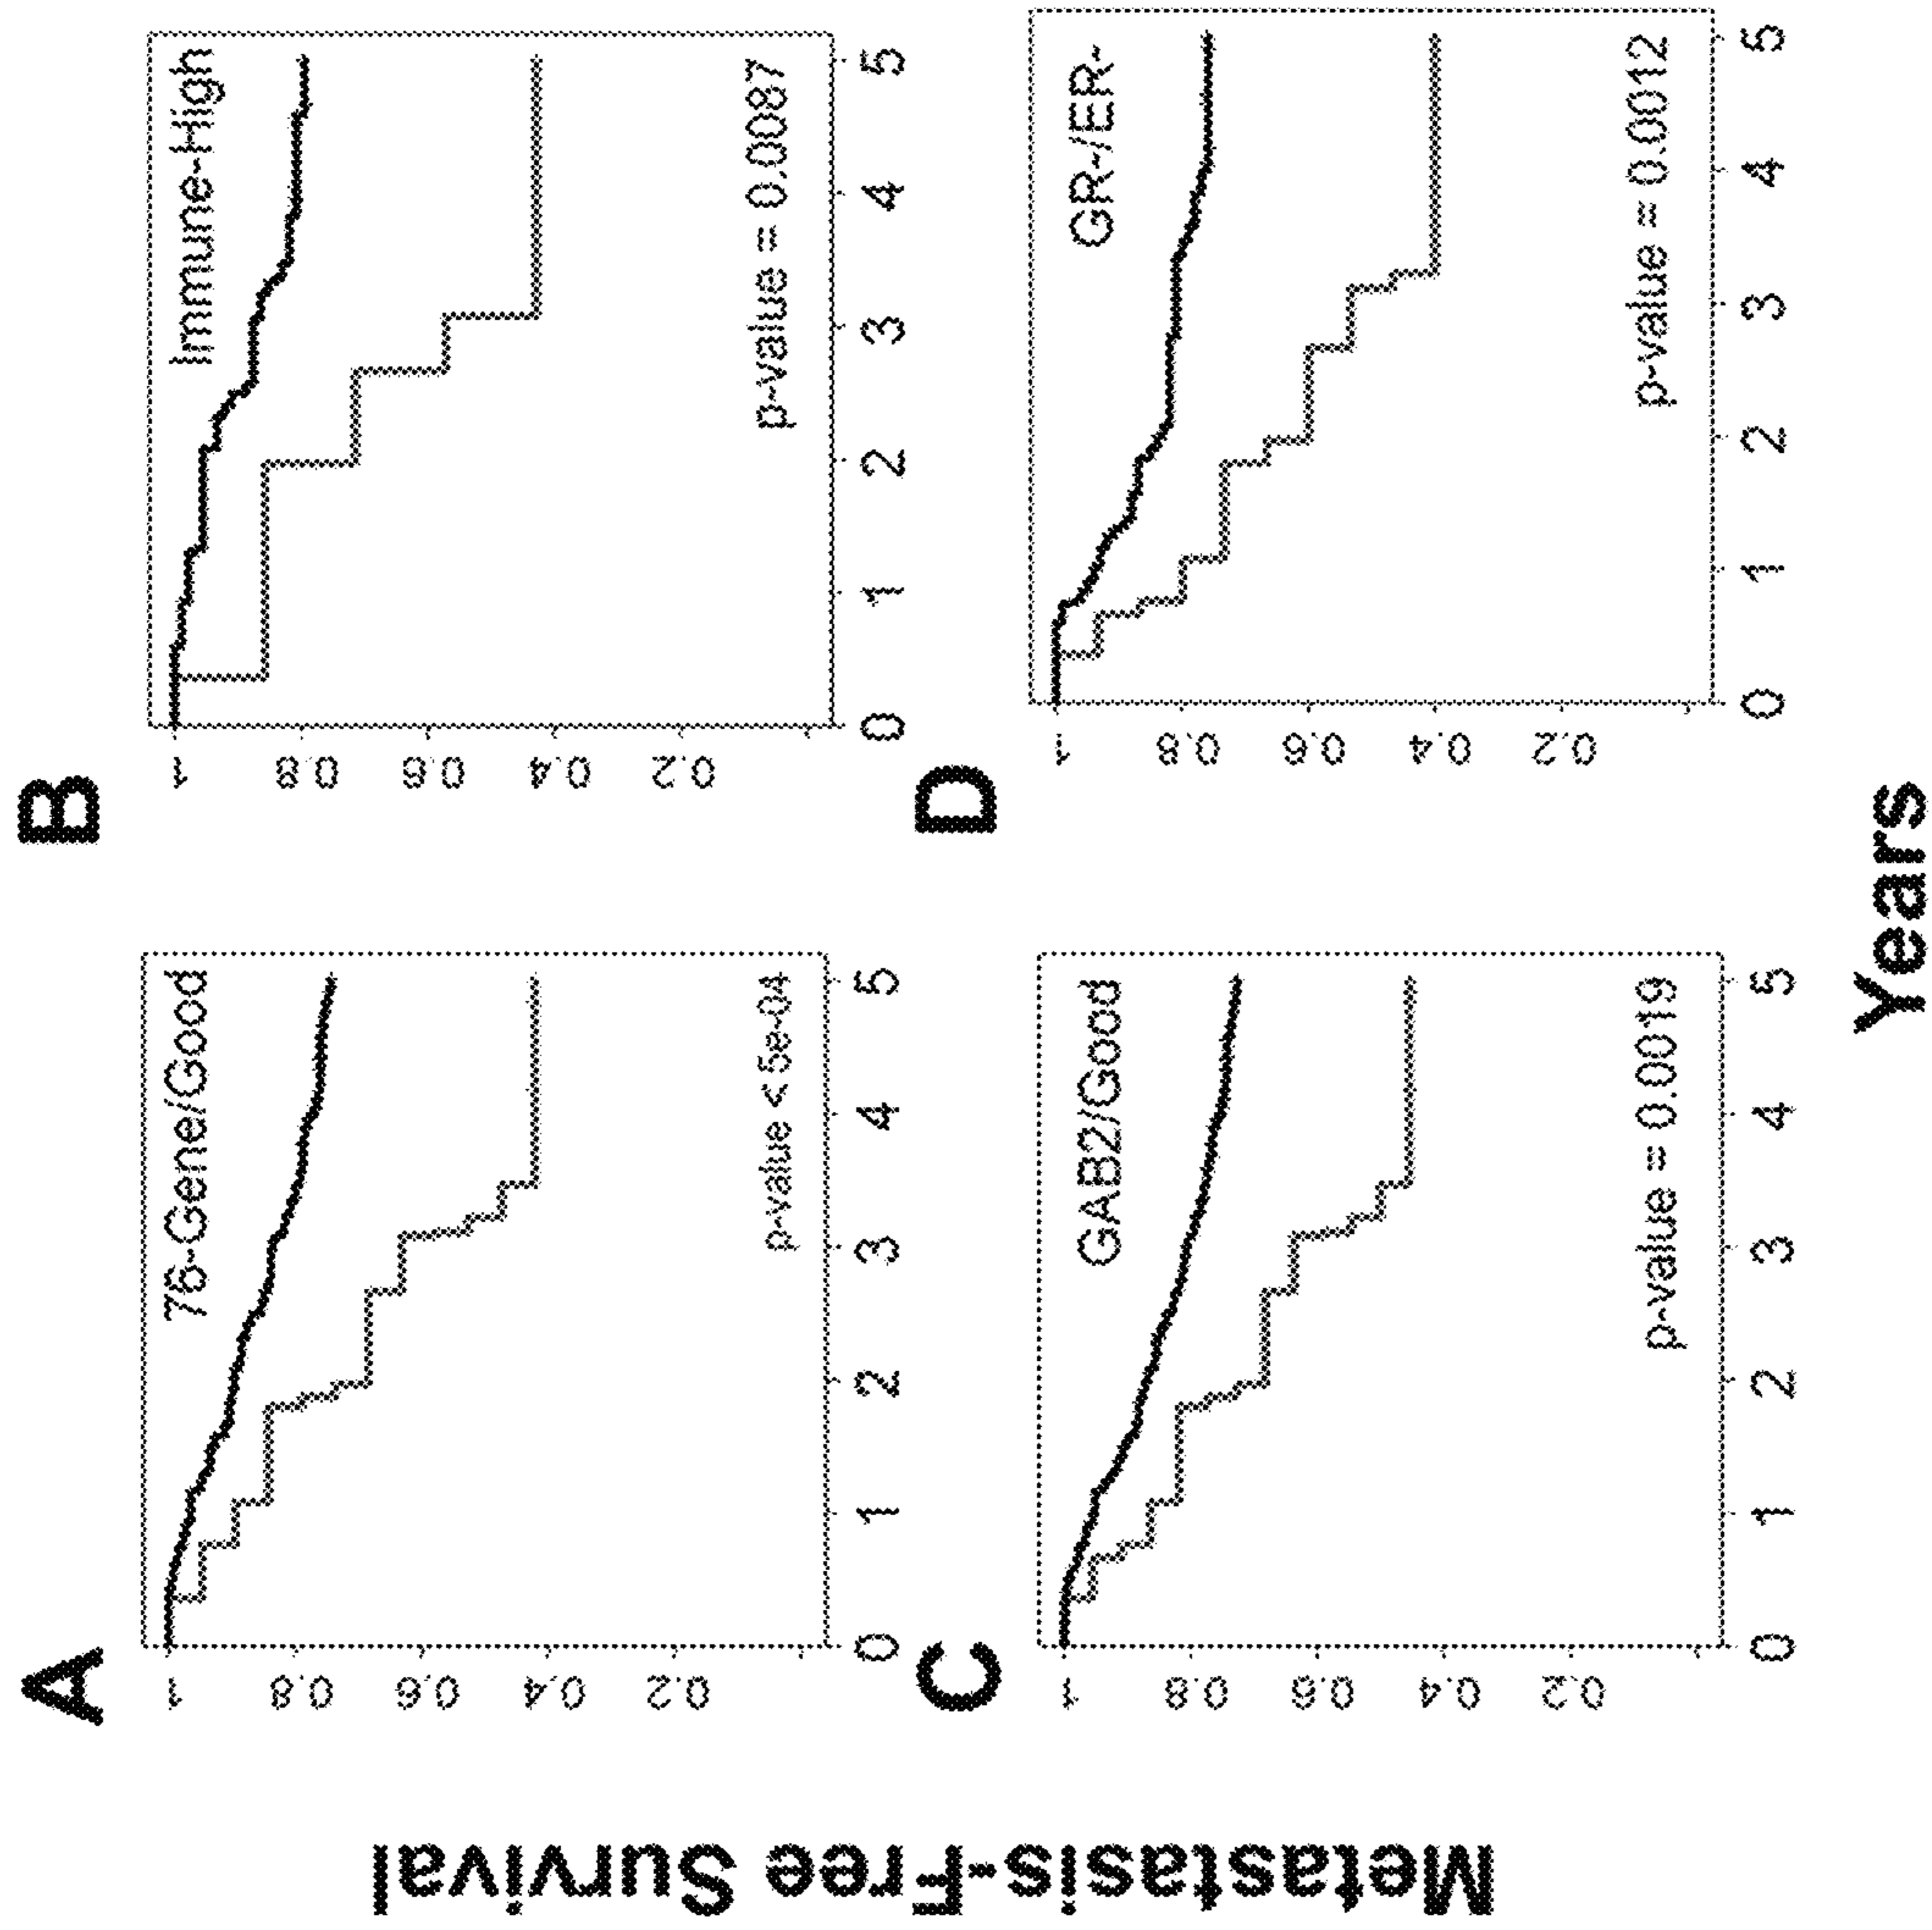 Metastasis-Free Survival
A
76-Gene/Good
1
0.8
0.6
0.4
0.2
p-value < 5e-04
0 1 2 3 4 5
B
Immune-High
1
0.8
0.6
0.4
0.2
p-value = 0.0087
0 1 2 3 4 5
C
GAB2/Good
1
0.8
0.6
0.4
0.2
p-value = 0.0019
0 1 2 3 4 5
D
GR-/ER-
1
0.8
0.6
0.4
0.2
p-value = 0.0012
0 1 2 3 4 5
Years